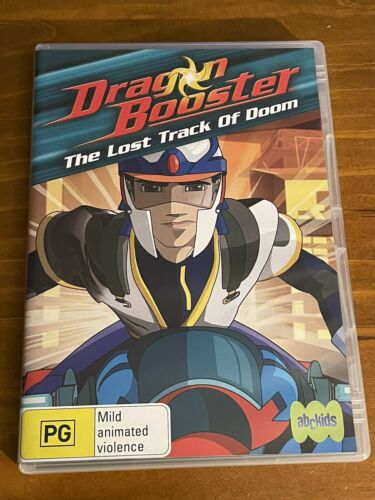 Dragon
Booster
The Lost Track Of Doom
PG
Mild
animated
violence
abckids